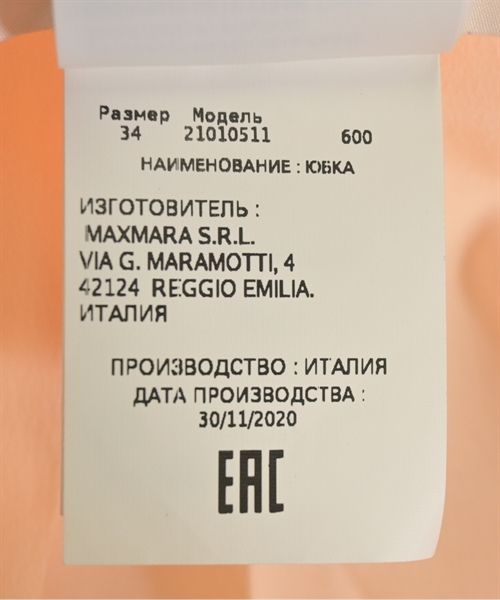 Размер Модель
34 21010511 600
НАИМЕНОВАНИЕ : ЮБКА
ИЗГОТОВИТЕЛЬ :
MAXMARA S.R.L.
VIA G. MARAMOTTI, 4
42124 REGGIO EMILIA.
ИТАЛИЯ
ПРОИЗВОДСТВО : ИТАЛИЯ
ДАТА ПРОИЗВОДСТВА :
30/11/2020
EAC